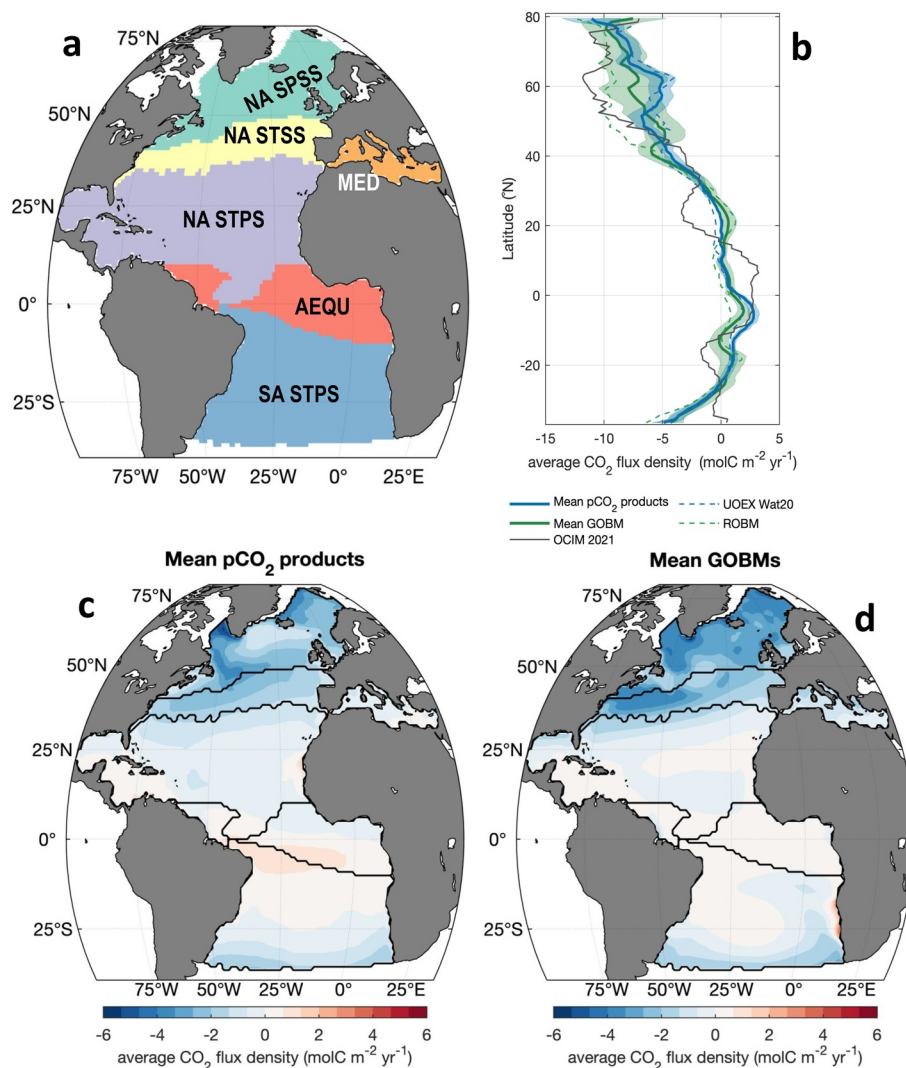 a
75°N
50°N
25°N
0°
25°S
75°W
50°W
25°W
0°
25°E
NA SPSS
NA STSS
MED
NA STPS
AEQU
SA STPS
b
80
60
40
20
0
-20
Latitude (°N)
-15
-10
-5
0
5
average CO₂ flux density (molC m⁻² yr⁻¹)
Mean pCO₂ products
UOEX Wat20
Mean GOBM
ROBM
OCIM 2021
Mean pCO₂ products
c
75°N
50°N
25°N
0°
25°S
75°W
50°W
25°W
0°
25°E
-6
-4
-2
0
2
4
6
average CO₂ flux density (molC m⁻² yr⁻¹)
Mean GOBMs
d
75°N
50°N
25°N
0°
25°S
75°W
50°W
25°W
0°
25°E
-6
-4
-2
0
2
4
6
average CO₂ flux density (molC m⁻² yr⁻¹)